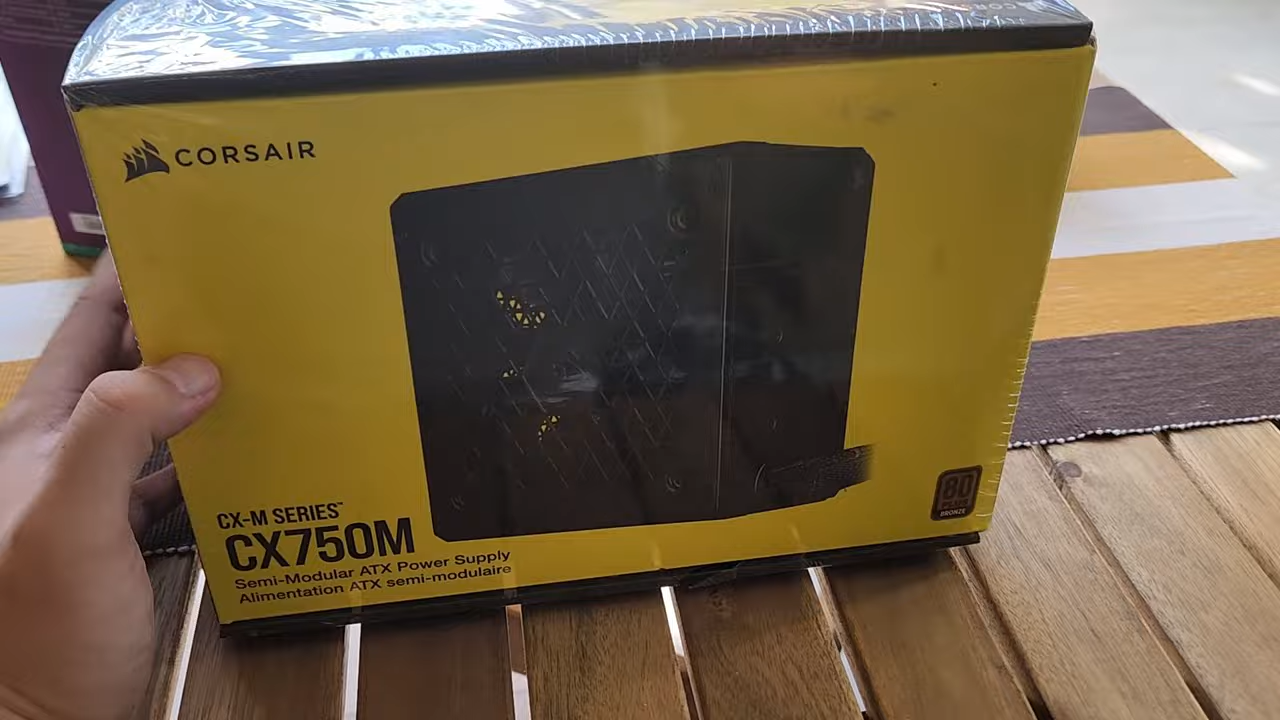 CORSAIR
CX-M SERIES™
CX750M
Semi-Modular ATX Power Supply
Alimentation ATX semi-modulaire
80
PLUS
BRONZE